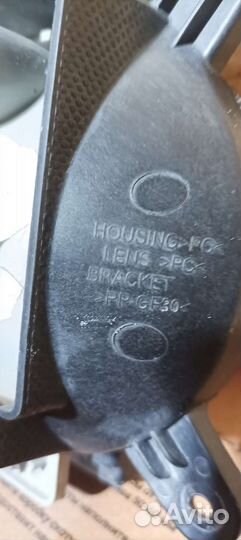 HOUSING >PC<
LENS >PC<
BRACKET
>PP-GF30<
Avito